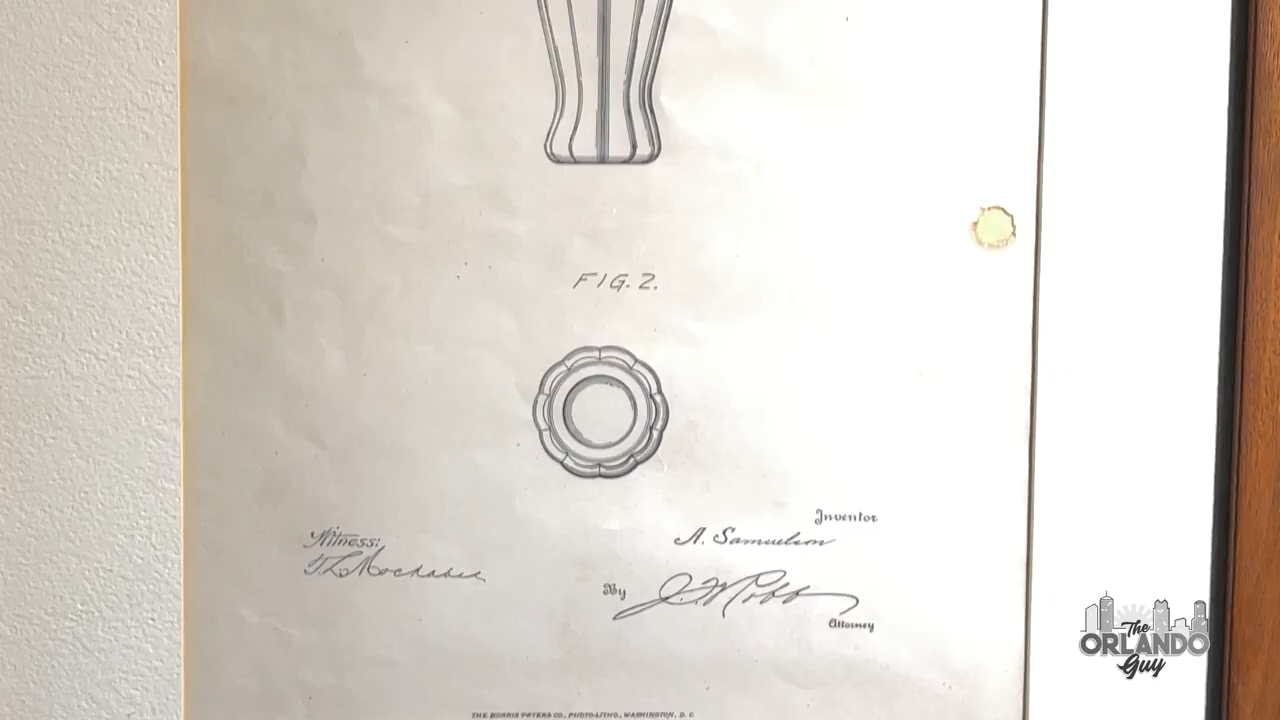 FIG. 2.
Inventor
Witness:
A. Samuelson
By
Attorney
THE NORRIS PETERS CO., PHOTO-LITHO., WASHINGTON, D. C.
The
ORLANDO
Guy